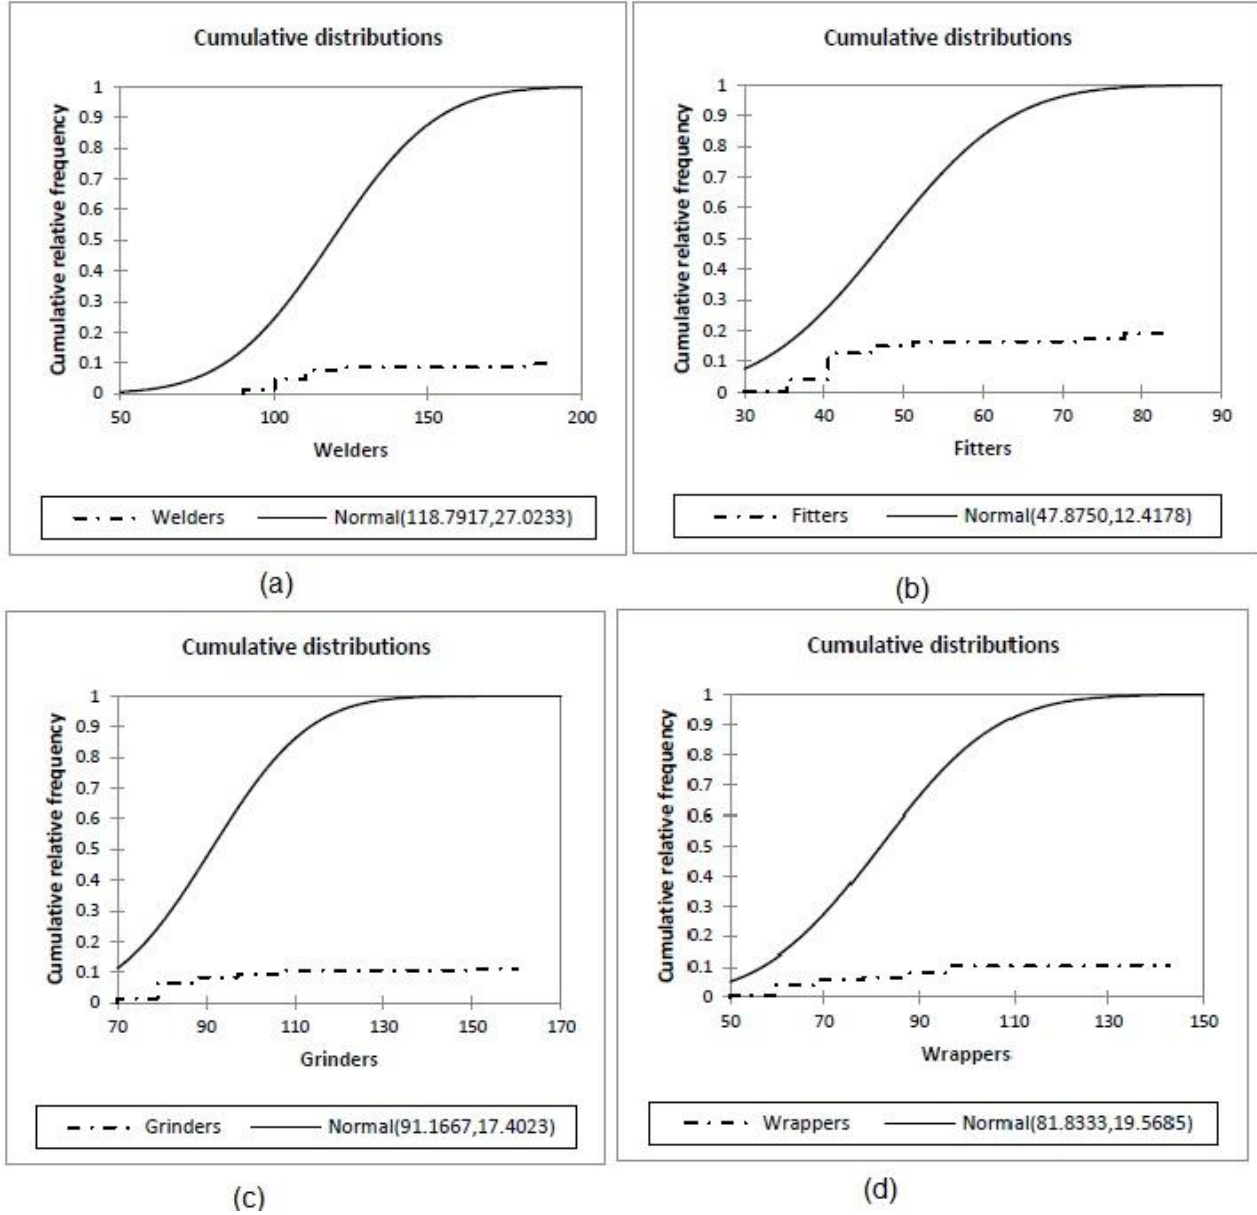 Cumulative distributions
Cumulative relative frequency
1
0.9
0.8
0.7
0.6
0.5
0.4
0.3
0.2
0.1
0
50 100 150 200
Welders
Welders Normal(118.7917,27.0233)
(a)
Cumulative distributions
Cumulative relative frequency
1
0.9
0.8
0.7
0.6
0.5
0.4
0.3
0.2
0.1
0
30 40 50 60 70 80 90
Fitters
Fitters Normal(47.8750,12.4178)
(b)
Cumulative distributions
Cumulative relative frequency
1
0.9
0.8
0.7
0.6
0.5
0.4
0.3
0.2
0.1
0
70 90 110 130 150 170
Grinders
Grinders Normal(91.1667,17.4023)
(c)
Cumulative distributions
Cumulative relative frequency
1
0.9
0.8
0.7
0.6
0.5
0.4
0.3
0.2
0.1
0
50 70 90 110 130 150
Wrappers
Wrappers Normal(81.8333,19.5685)
(d)